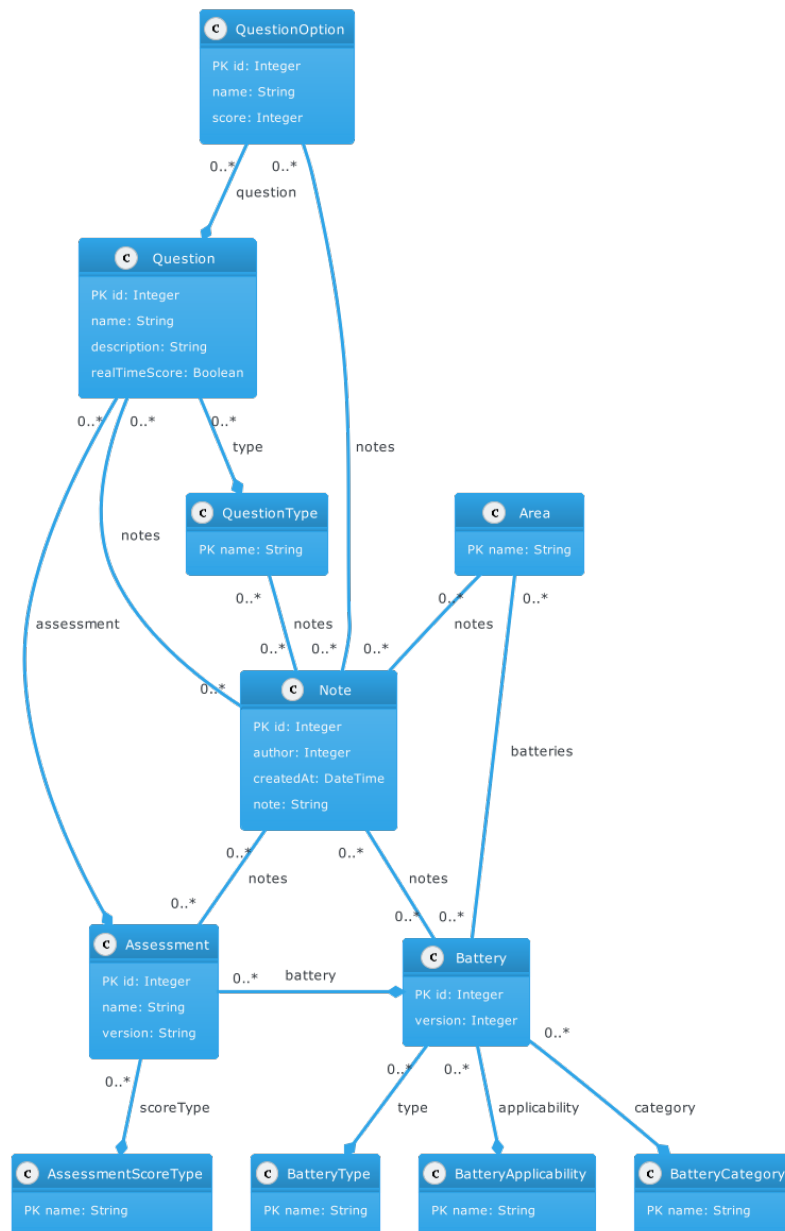 C QuestionOption
PK id: Integer
name: String
score: Integer
0..* 0..*
question
C Question
PK id: Integer
name: String
description: String
realTimeScore: Boolean
0..* 0..* 0..*
type
notes
notes
C QuestionType
PK name: String
C Area
PK name: String
0..* 0..* 0..*
assessment
notes
notes
0..* 0..* 0..*
0..*
C Note
PK id: Integer
author: Integer
createdAt: DateTime
note: String
batteries
0..* 0..*
notes
notes
0..* 0..* 0..*
C Assessment
PK id: Integer
name: String
version: String
0..*
battery
C Battery
PK id: Integer
version: Integer
0..* 0..* 0..* 0..*
scoreType
type
applicability
category
C AssessmentScoreType
PK name: String
C BatteryType
PK name: String
C BatteryApplicability
PK name: String
C BatteryCategory
PK name: String